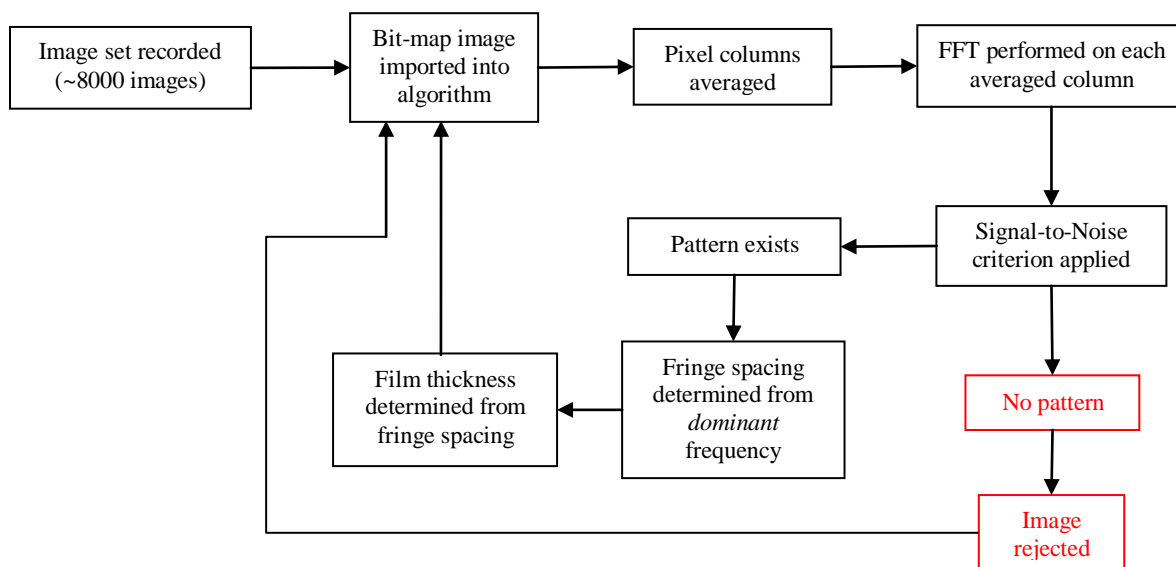 Image set recorded
(~8000 images)
Bit-map image
imported into
algorithm
Pixel columns
averaged
FFT performed on each
averaged column
Signal-to-Noise
criterion applied
Pattern exists
Fringe spacing
determined from
dominant
frequency
Film thickness
determined from
fringe spacing
No pattern
Image
rejected